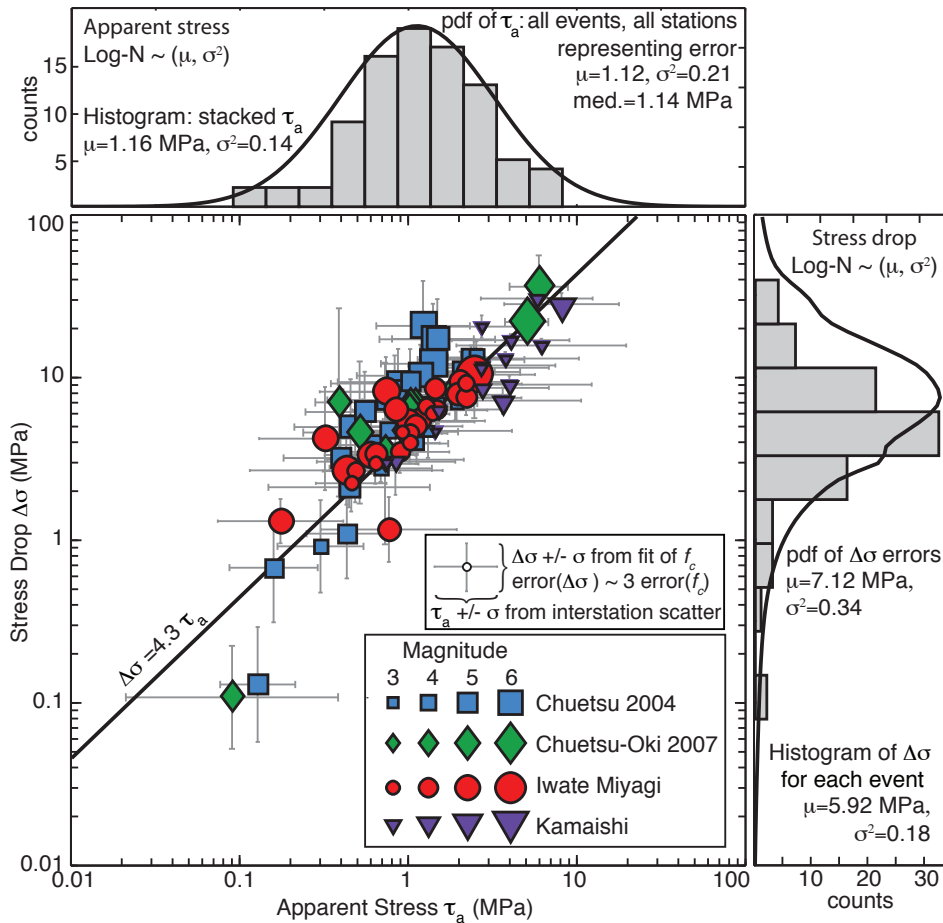 Apparent stress
Log-N ~ (μ, σ²)
Histogram: stacked τa
μ=1.16 MPa, σ²=0.14
pdf of τa: all events, all stations
representing error
μ=1.12, σ²=0.21
med.=1.14 MPa
counts
15
10
5
100
10
1
0.1
0.01
Stress Drop Δσ (MPa)
Δσ =4.3 τa
Δσ +/- σ from fit of fc
error(Δσ) ~ 3 error(fc)
τa +/- σ from interstation scatter
Magnitude
3 4 5 6
Chuetsu 2004
Chuetsu-Oki 2007
Iwate Miyagi
Kamaishi
0.01 0.1 1 10 100
Apparent Stress τa (MPa)
Stress drop
Log-N ~ (μ, σ²)
pdf of Δσ errors
μ=7.12 MPa,
σ²=0.34
Histogram of Δσ
for each event
μ=5.92 MPa,
σ²=0.18
0 10 20 30
counts